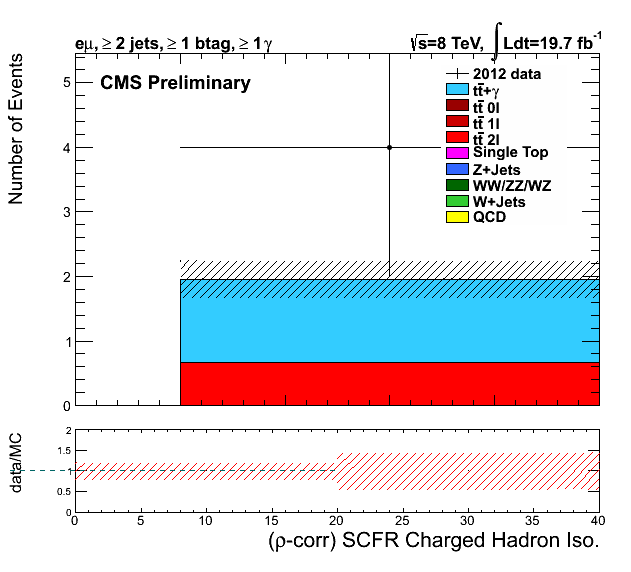 eμ, ≥ 2 jets, ≥ 1 btag, ≥ 1γ
√s=8 TeV, ∫Ldt=19.7 fb⁻¹
CMS Preliminary
2012 data
tt̄+γ
tt̄ 0l
tt̄ 1l
tt̄ 2l
Single Top
Z+Jets
WW/ZZ/WZ
W+Jets
QCD
Number of Events
5
4
3
2
1
0
data/MC
2
1.5
1
0.5
0
0 5 10 15 20 25 30 35 40
(ρ-corr) SCFR Charged Hadron Iso.